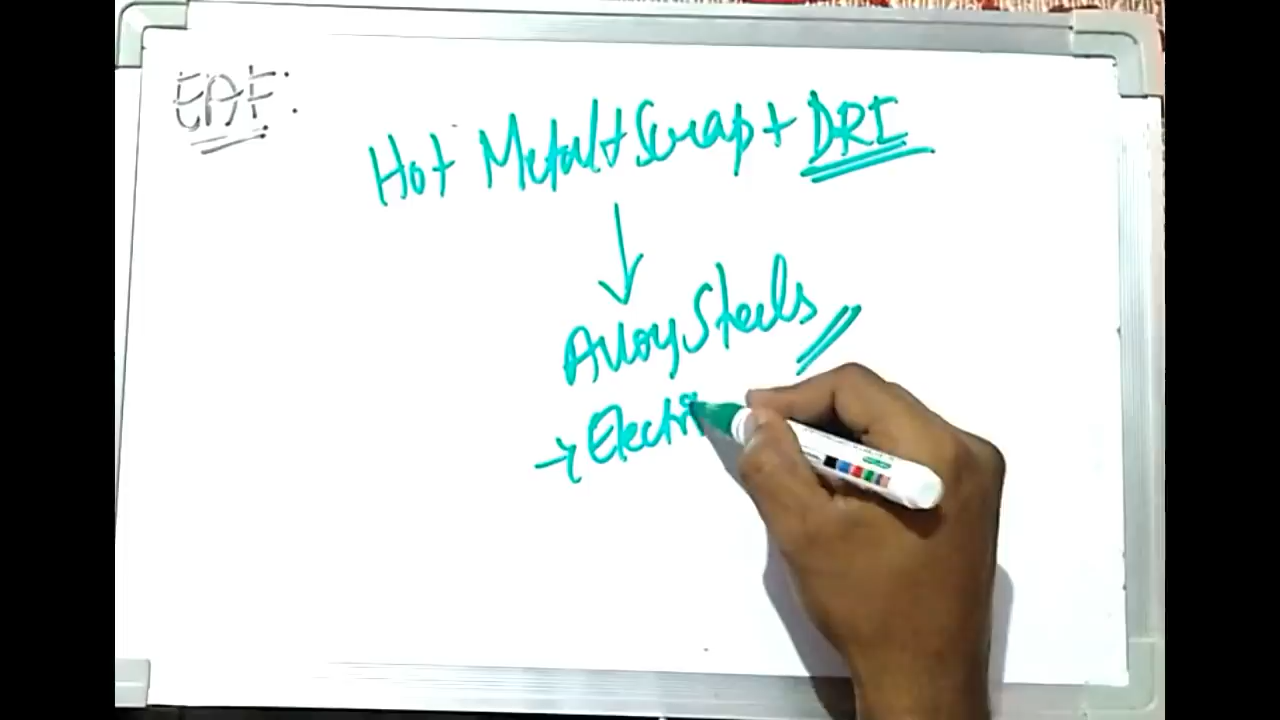 EAF:
Hot Metal + Scrap + DRI
Alloy Steels
→ Electri